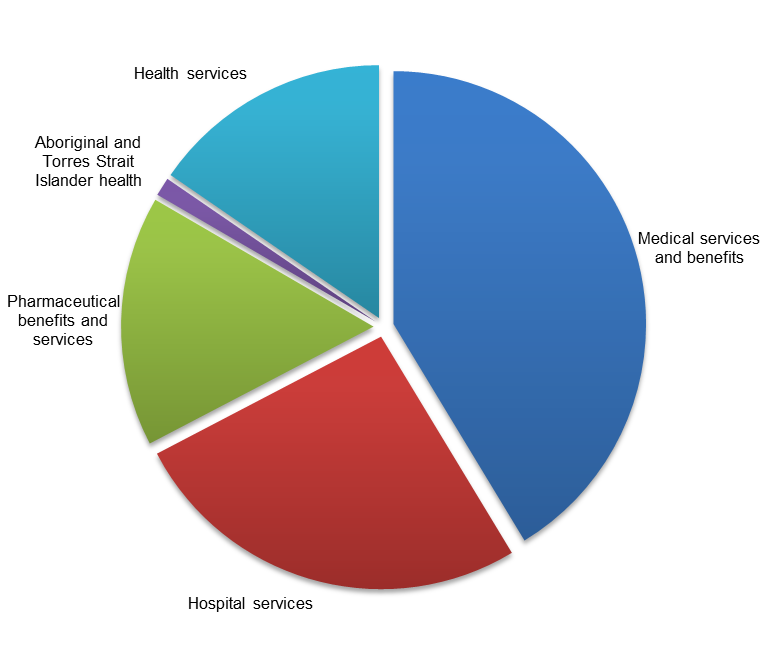 Health services
Aboriginal and
Torres Strait
Islander health
Medical services
and benefits
Pharmaceutical
benefits and
services
Hospital services